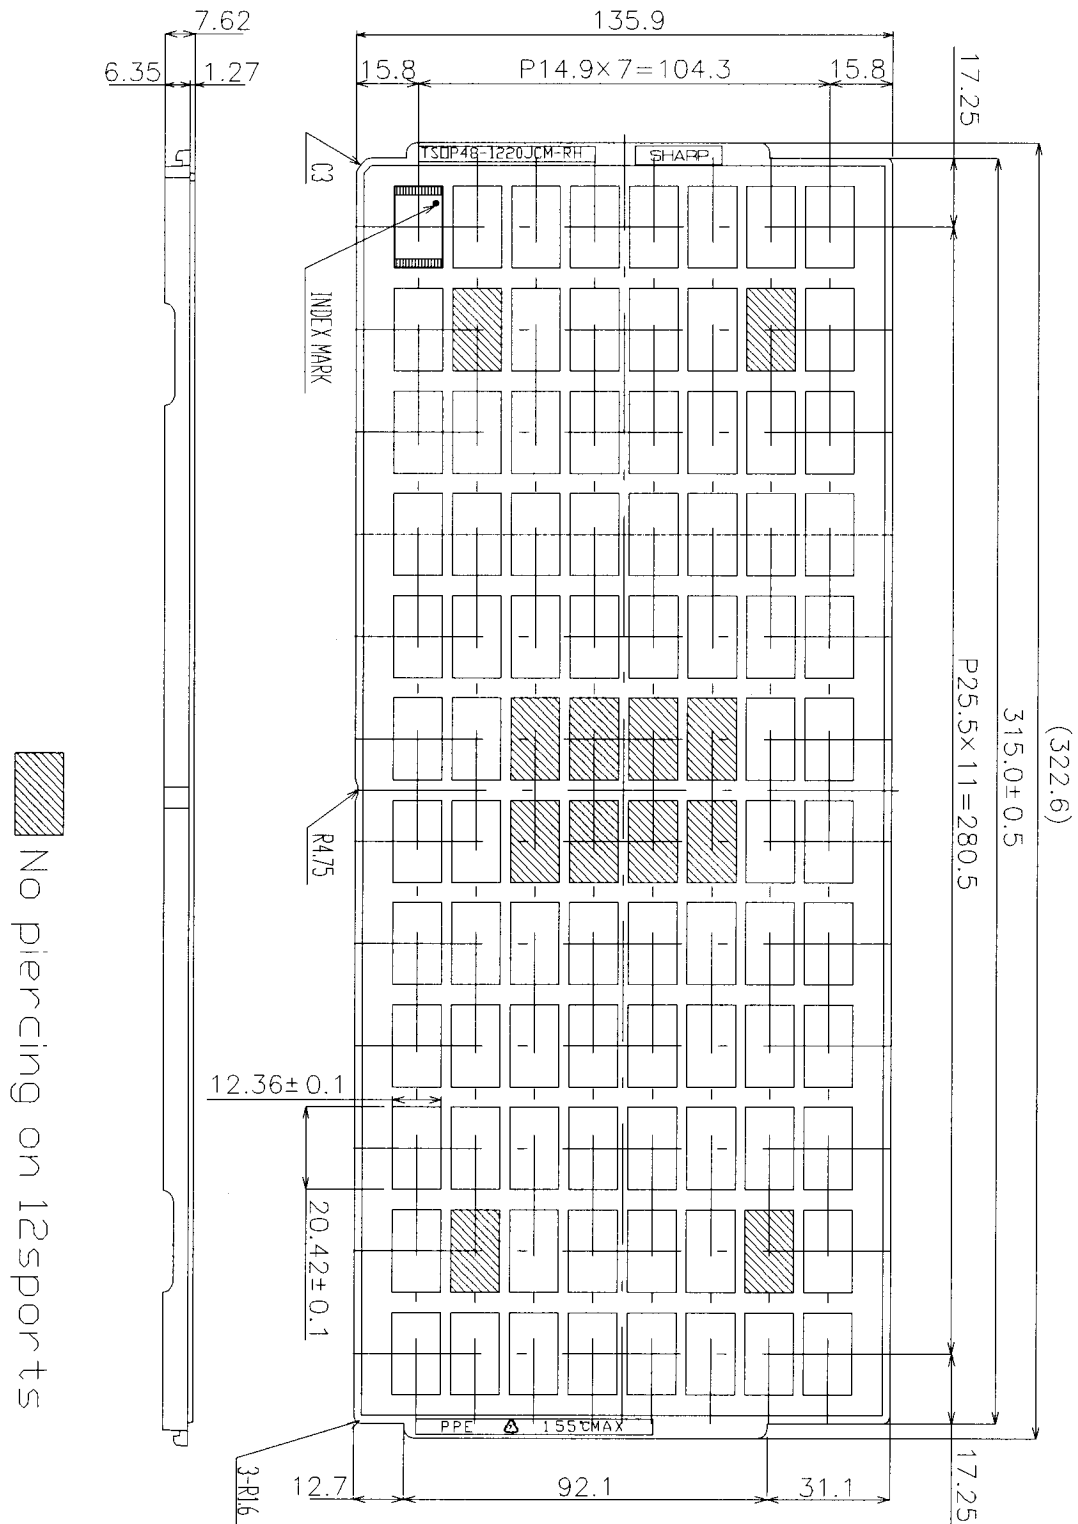 7.62
135.9
6.35
1.27
15.8
P14.9×7=104.3
15.8
17.25
TSOP48-1220JCM-RH
SHARP
C3
INDEX MARK
(322.6)
315.0±0.5
P25.5×11=280.5
R4.75
12.36±0.1
20.42±0.1
No piercing on 12sports
PPE
155℃MAX
3-R1.6
12.7
92.1
31.1
17.25